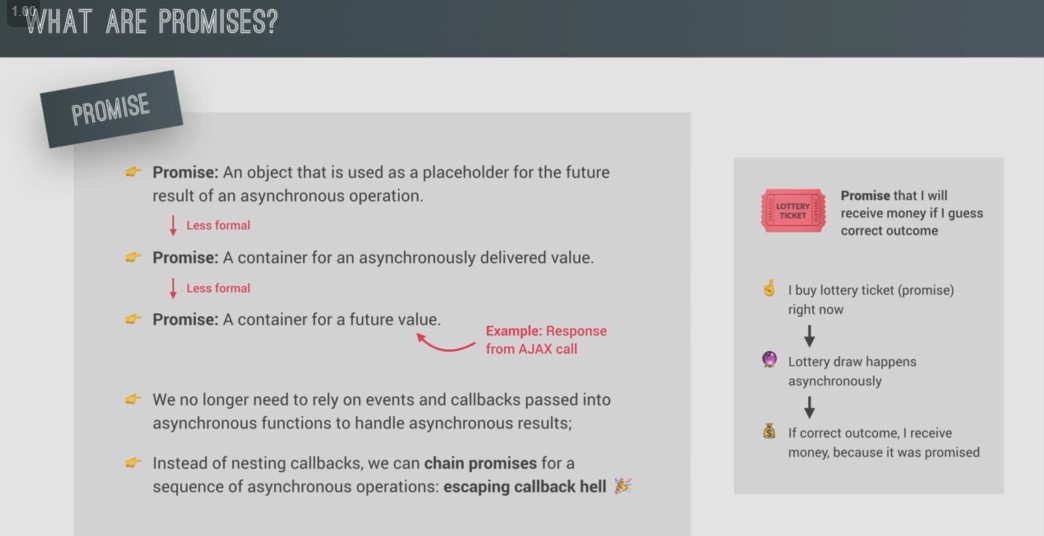 1.00
WHAT ARE PROMISES?
PROMISE
Promise: An object that is used as a placeholder for the future
result of an asynchronous operation.
Less formal
Promise: A container for an asynchronously delivered value.
Less formal
Promise: A container for a future value.
Example: Response
from AJAX call
We no longer need to rely on events and callbacks passed into
asynchronous functions to handle asynchronous results;
Instead of nesting callbacks, we can chain promises for a
sequence of asynchronous operations: escaping callback hell 🎉
LOTTERY
TICKET
Promise that I will
receive money if I guess
correct outcome
I buy lottery ticket (promise)
right now
Lottery draw happens
asynchronously
If correct outcome, I receive
money, because it was promised